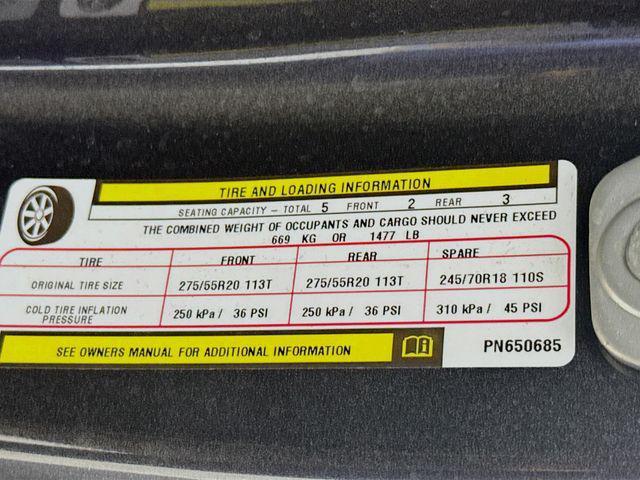 TIRE AND LOADING INFORMATION
SEATING CAPACITY – TOTAL 5 FRONT 2 REAR 3
THE COMBINED WEIGHT OF OCCUPANTS AND CARGO SHOULD NEVER EXCEED
669 KG OR 1477 LB
TIRE FRONT REAR SPARE
ORIGINAL TIRE SIZE 275/55R20 113T 275/55R20 113T 245/70R18 110S
COLD TIRE INFLATION PRESSURE 250 kPa / 36 PSI 250 kPa / 36 PSI 310 kPa / 45 PSI
SEE OWNERS MANUAL FOR ADDITIONAL INFORMATION PN650685